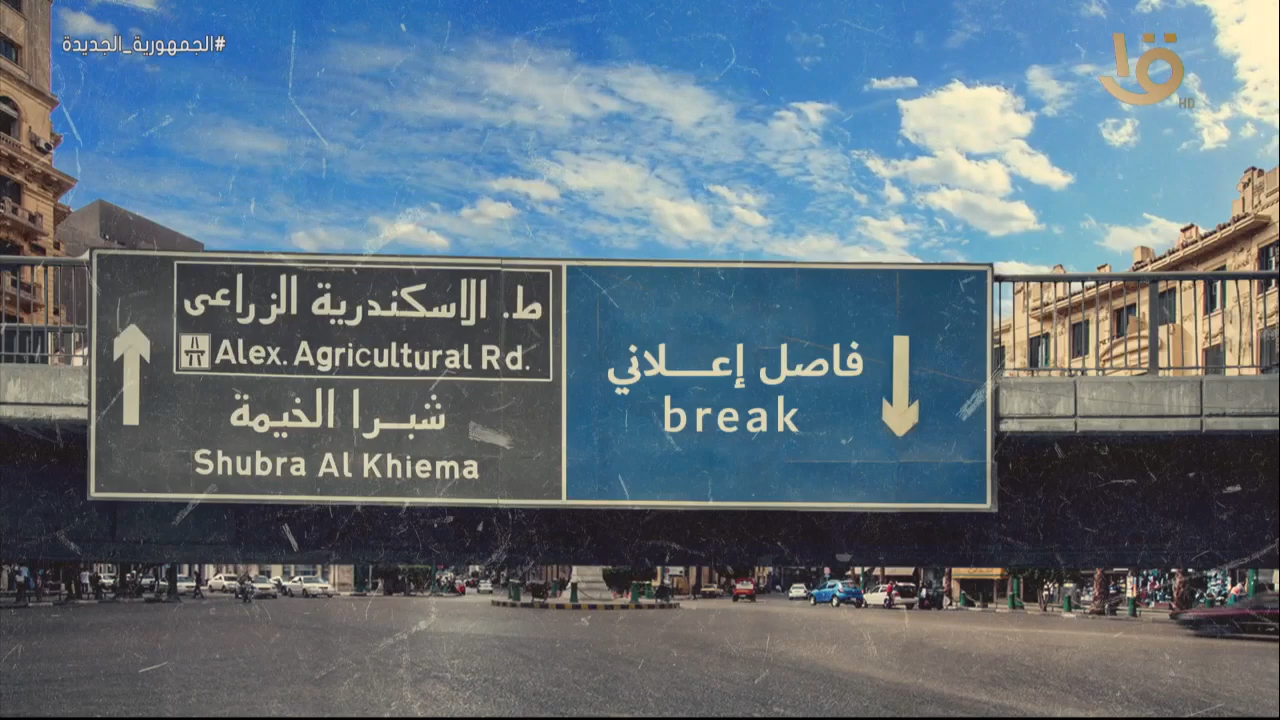 #الجمهورية_الجديدة
HD
ط. الاسكندرية الزراعى
Alex. Agricultural Rd.
شبرا الخيمة
Shubra Al Khiema
فاصل إعلاني
break